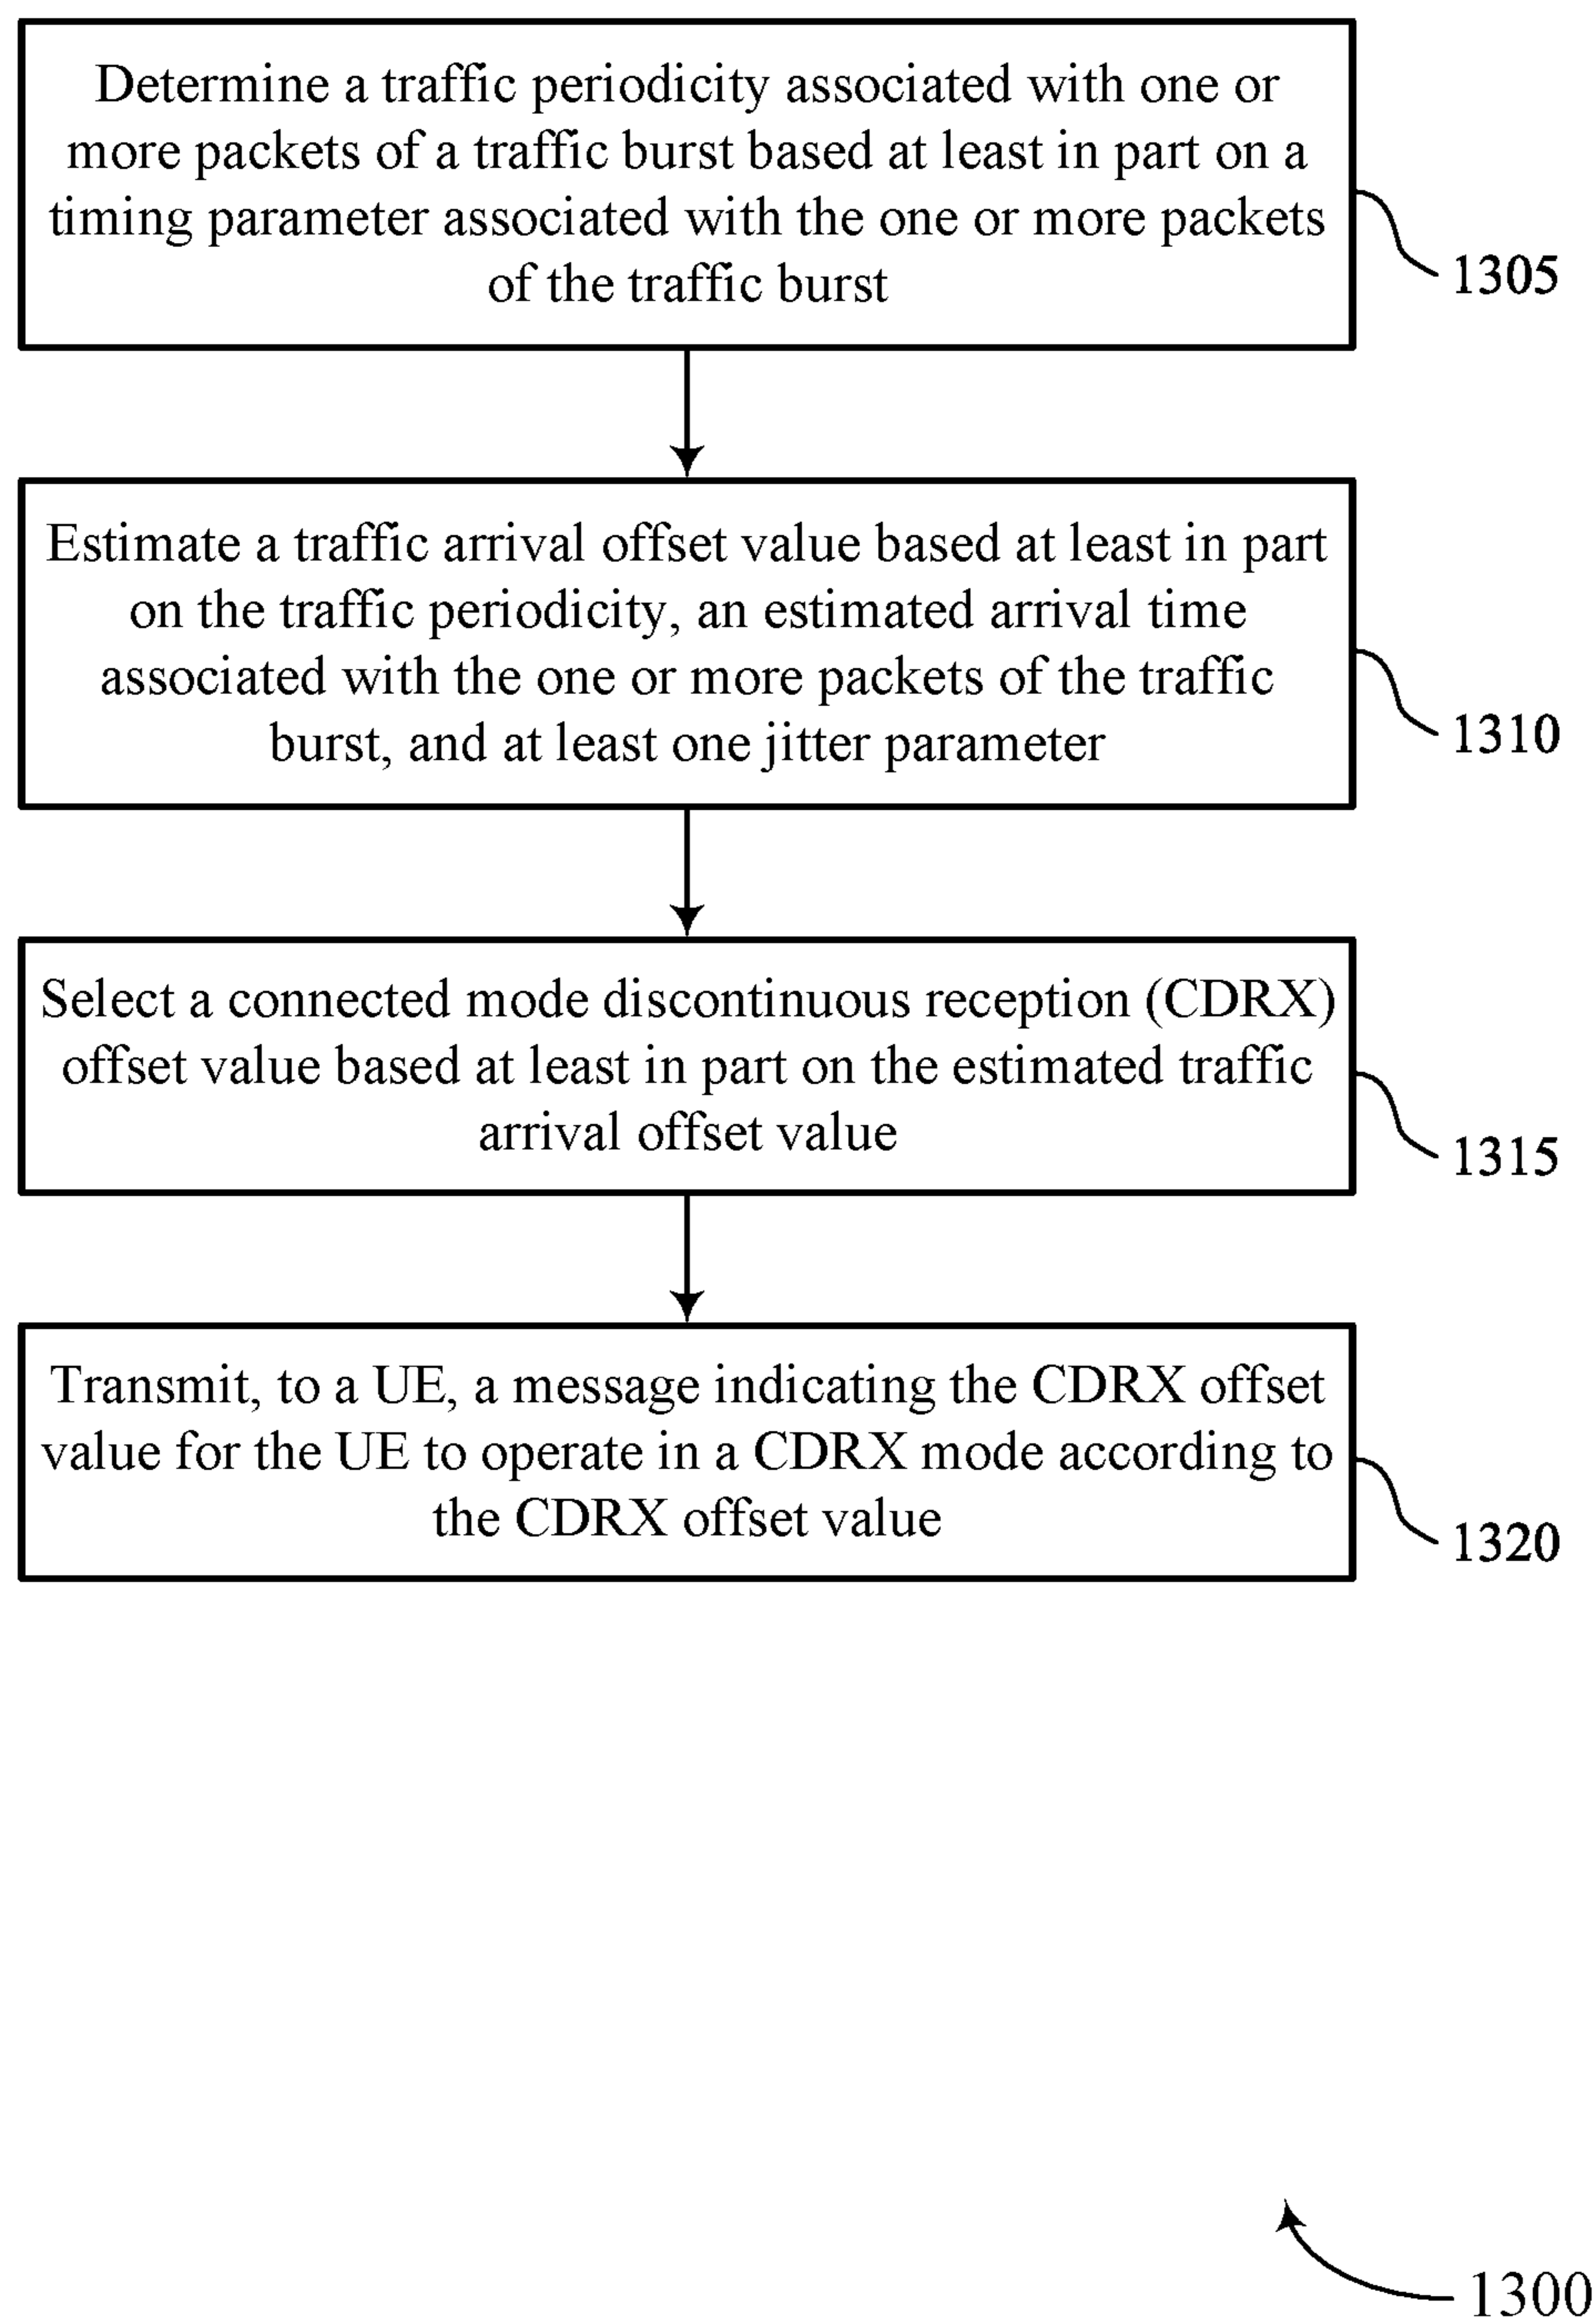 Determine a traffic periodicity associated with one or
more packets of a traffic burst based at least in part on a
timing parameter associated with the one or more packets
of the traffic burst
1305
Estimate a traffic arrival offset value based at least in part
on the traffic periodicity, an estimated arrival time
associated with the one or more packets of the traffic
burst, and at least one jitter parameter
1310
Select a connected mode discontinuous reception (CDRX)
offset value based at least in part on the estimated traffic
arrival offset value
1315
Transmit, to a UE, a message indicating the CDRX offset
value for the UE to operate in a CDRX mode according to
the CDRX offset value
1320
1300